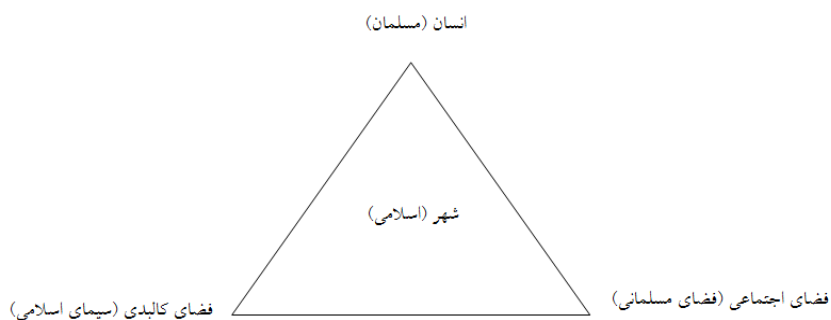 انسان (مسلمان)
شهر (اسلامی)
فضای اجتماعی (فضای مسلمانی)
فضای کالبدی (سیمای اسلامی)